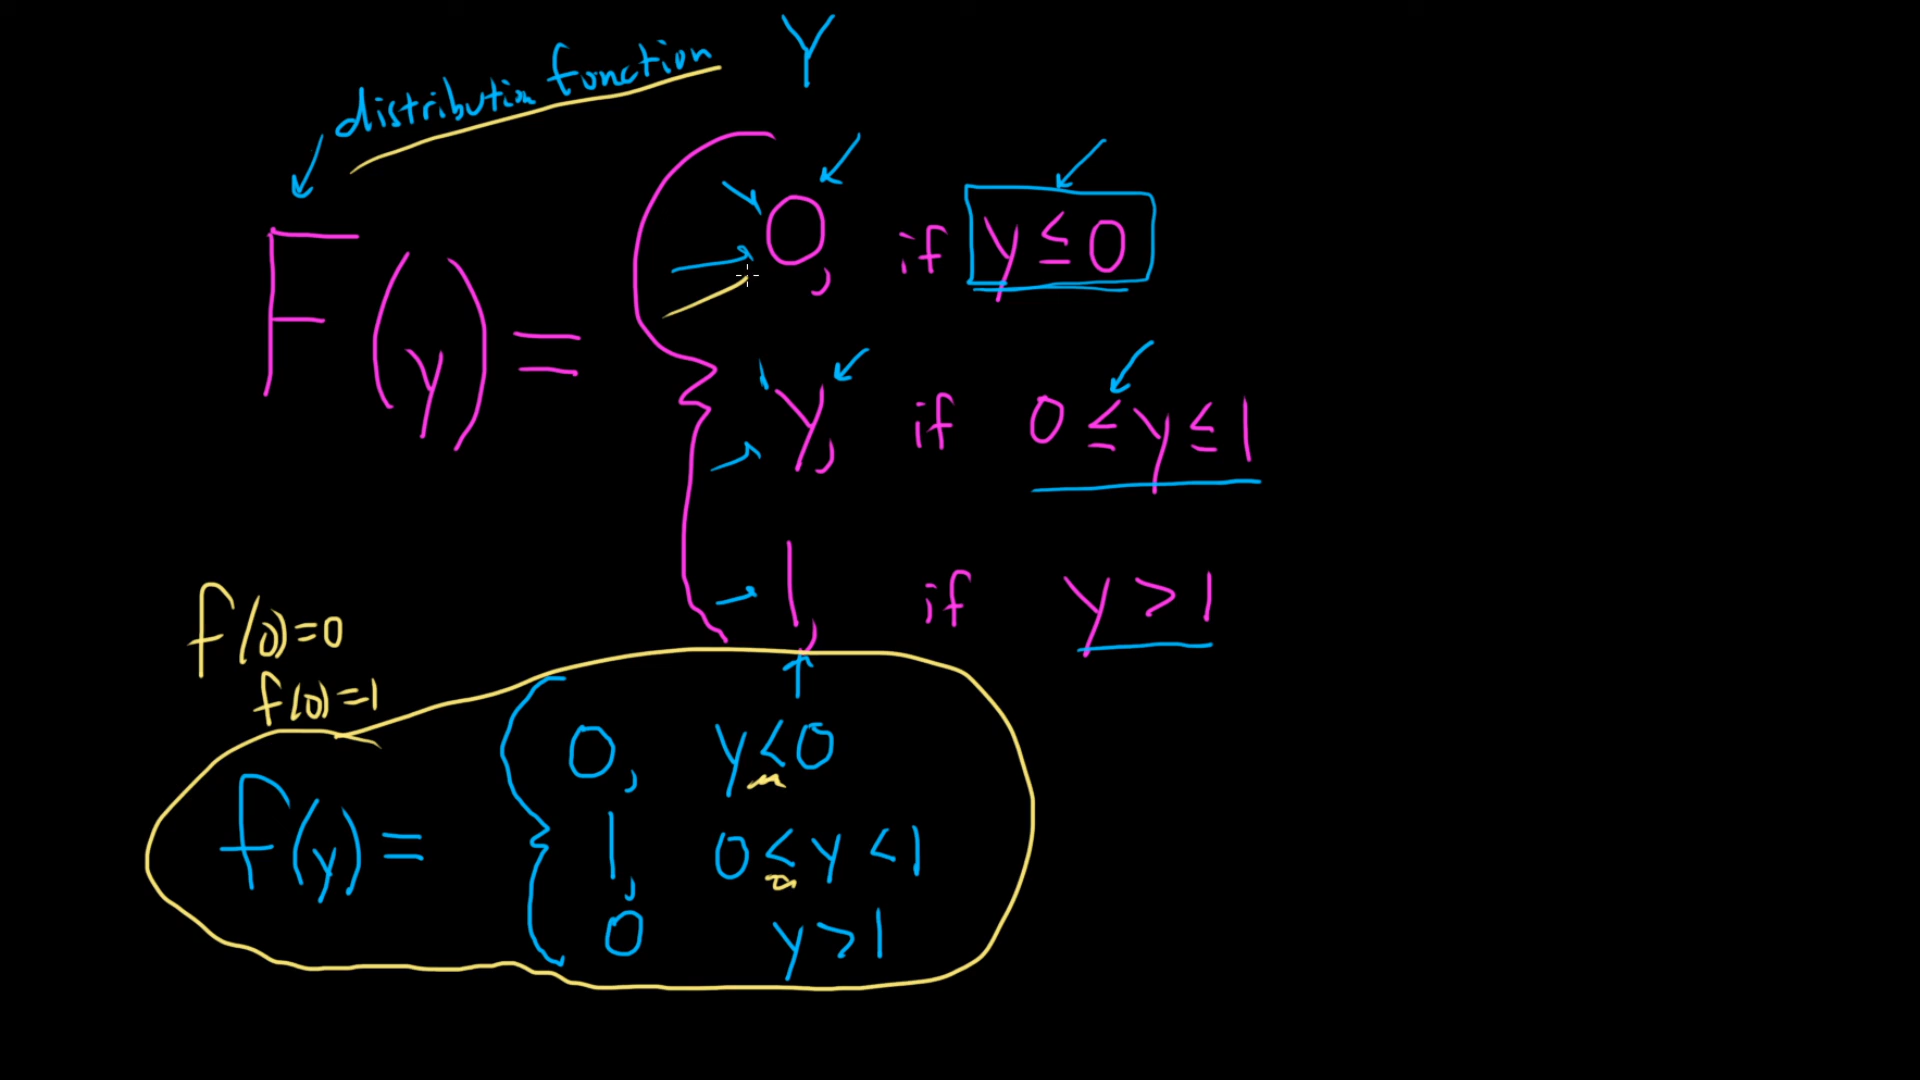 distribution function Y
F(y) = { 0, if y ≤ 0
y, if 0 ≤ y ≤ 1
1, if y > 1
f(0)=0
f(0)=1
f(y) = { 0, y<0
1, 0 ≤ y < 1
0 y > 1